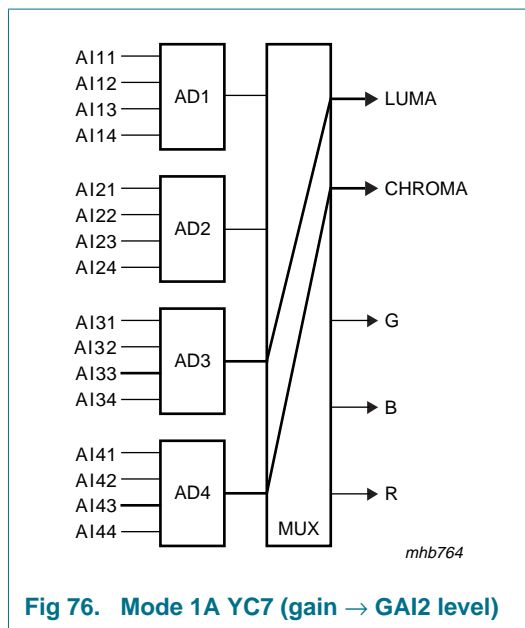 AI11
AI12
AI13
AI14
AD1
LUMA
CHROMA
AI21
AI22
AI23
AI24
AD2
AI31
AI32
AI33
AI34
AD3
G
B
AI41
AI42
AI43
AI44
AD4
R
MUX
mhb764
Fig 76. Mode 1A YC7 (gain → GAI2 level)